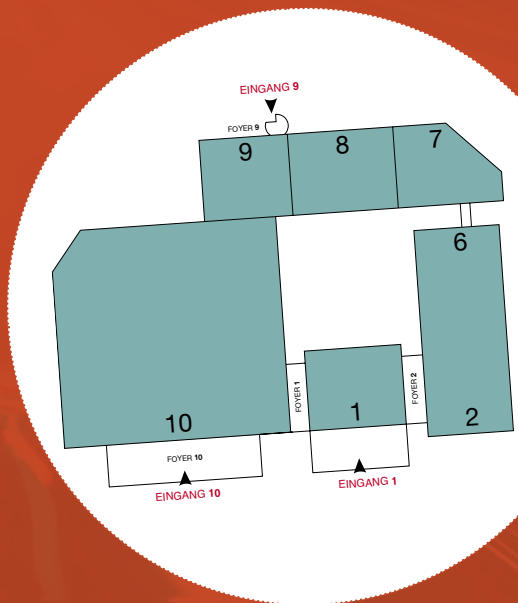 EINGANG 9
FOYER 9
9
8
7
6
FOYER 1
1
FOYER 2
2
10
FOYER 10
EINGANG 10
EINGANG 1